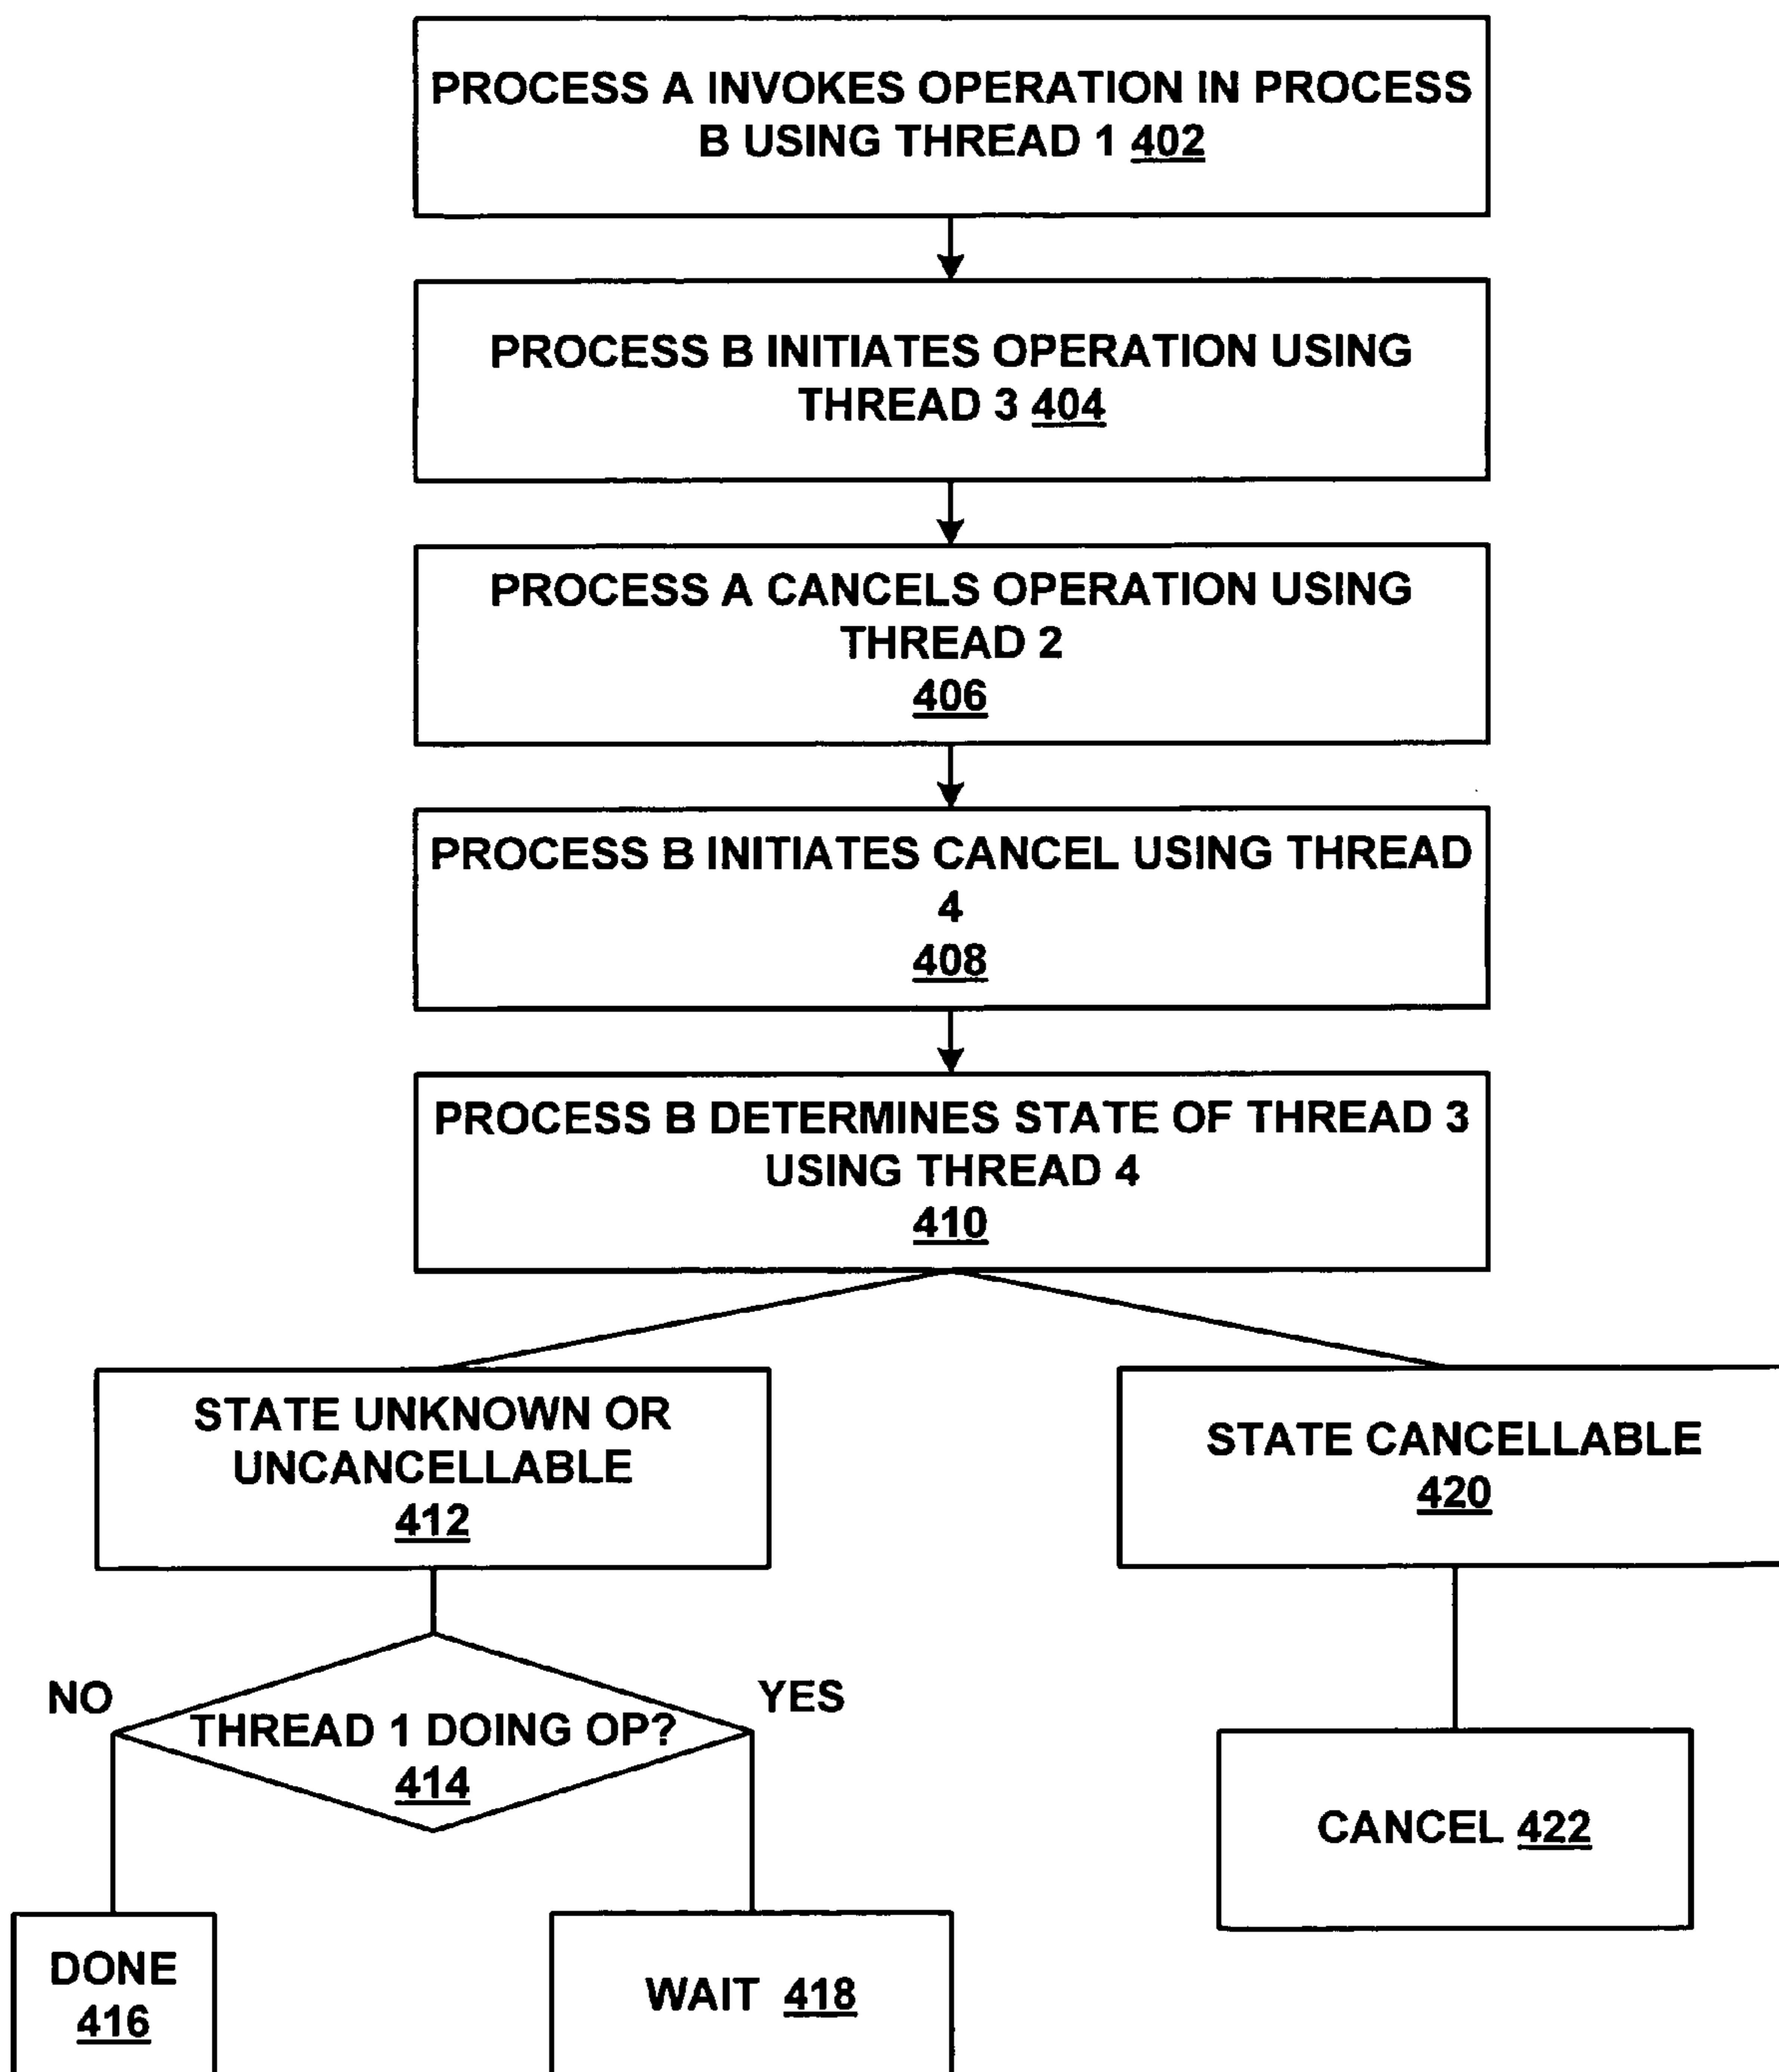 PROCESS A INVOKES OPERATION IN PROCESS
B USING THREAD 1 402
PROCESS B INITIATES OPERATION USING
THREAD 3 404
PROCESS A CANCELS OPERATION USING
THREAD 2
406
PROCESS B INITIATES CANCEL USING THREAD
4
408
PROCESS B DETERMINES STATE OF THREAD 3
USING THREAD 4
410
STATE UNKNOWN OR
UNCANCELLABLE
412
STATE CANCELLABLE
420
NO
YES
THREAD 1 DOING OP?
414
CANCEL 422
DONE
416
WAIT 418